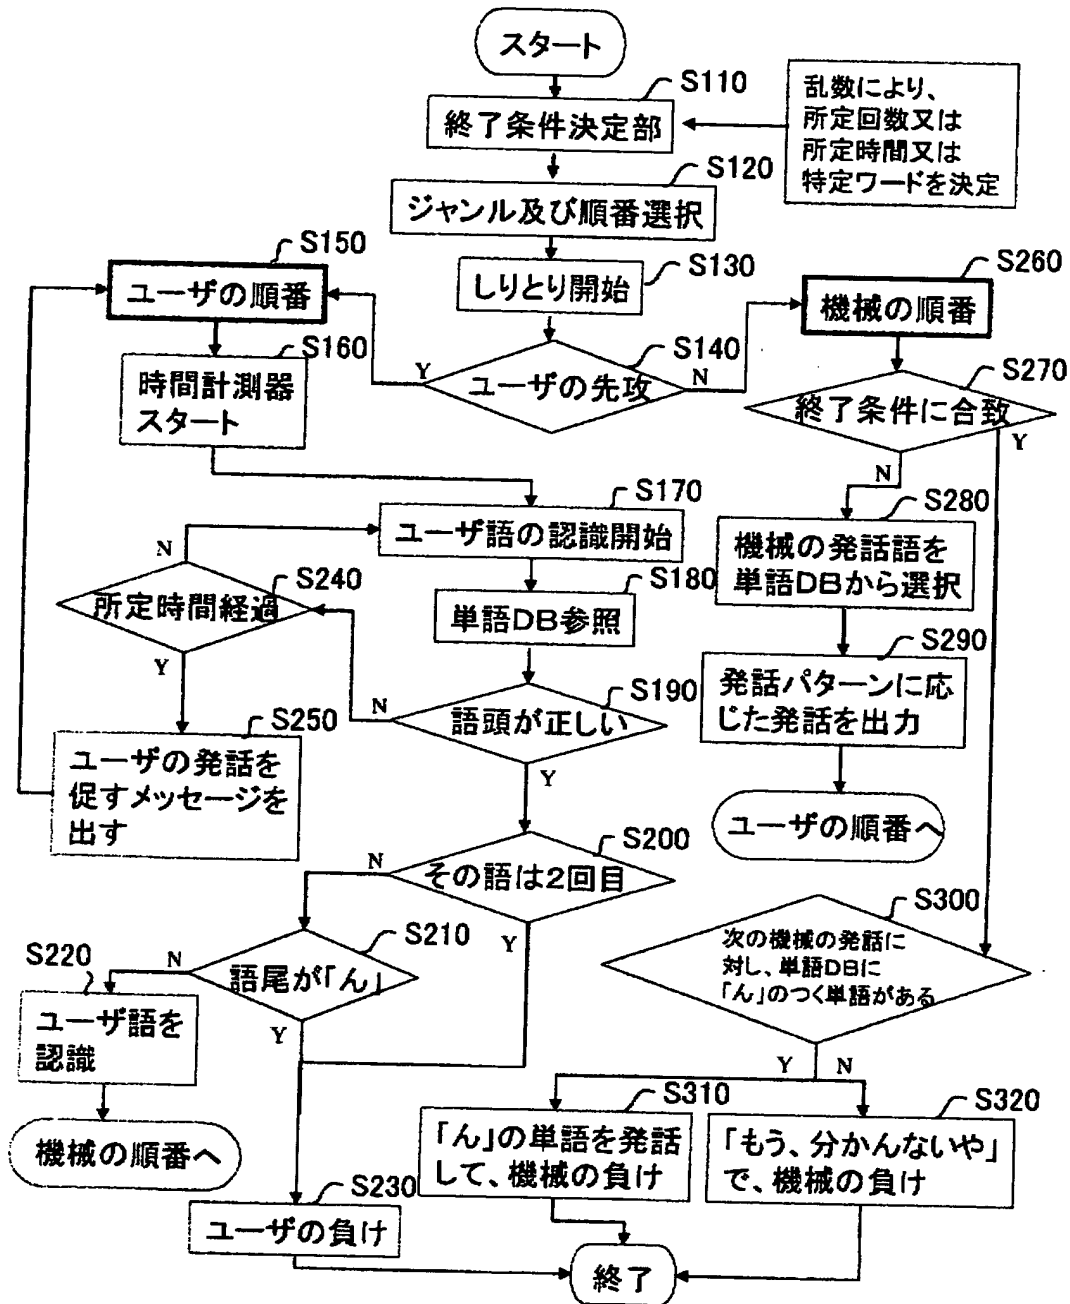 スタート
S110
終了条件決定部
乱数により、
所定回数又は
所定時間又は
特定ワードを決定
S120
ジャンル及び順番選択
S130
しりとり開始
S140
ユーザの先攻
Y
N
S150
ユーザの順番
S160
時間計測器
スタート
S170
ユーザ語の認識開始
S180
単語DB参照
S190
語頭が正しい
N
Y
S240
所定時間経過
N
Y
S250
ユーザの発話を
促すメッセージを
出す
S200
その語は2回目
N
Y
S210
語尾が「ん」
N
Y
S220
ユーザ語を
認識
機械の順番へ
S230
ユーザの負け
S260
機械の順番
S270
終了条件に合致
N
Y
S280
機械の発話語を
単語DBから選択
S290
発話パターンに応
じた発話を出力
ユーザの順番へ
S300
次の機械の発話に
対し、単語DBに
「ん」のつく単語がある
Y
N
S310
「ん」の単語を発話
して、機械の負け
S320
「もう、分かんないや」
で、機械の負け
終了